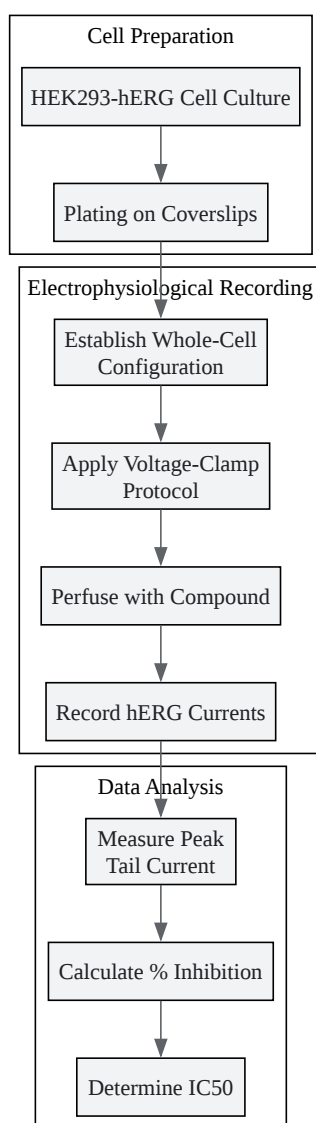 Cell Preparation
HEK293-hERG Cell Culture
Plating on Coverslips
Electrophysiological Recording
Establish Whole-Cell
Configuration
Apply Voltage-Clamp
Protocol
Perfuse with Compound
Record hERG Currents
Data Analysis
Measure Peak
Tail Current
Calculate % Inhibition
Determine IC50